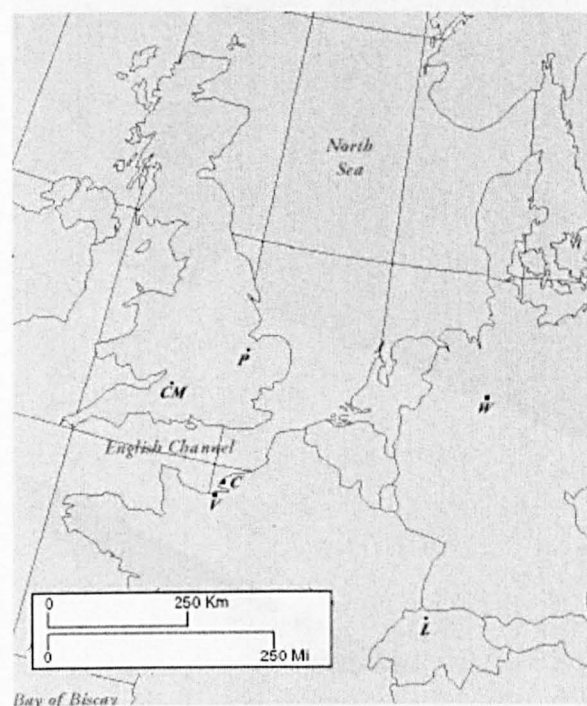 North
Sea
P
CM
W
English Channel
C
V
0 250 Km
0 250 Mi
L
Bay of Biscay